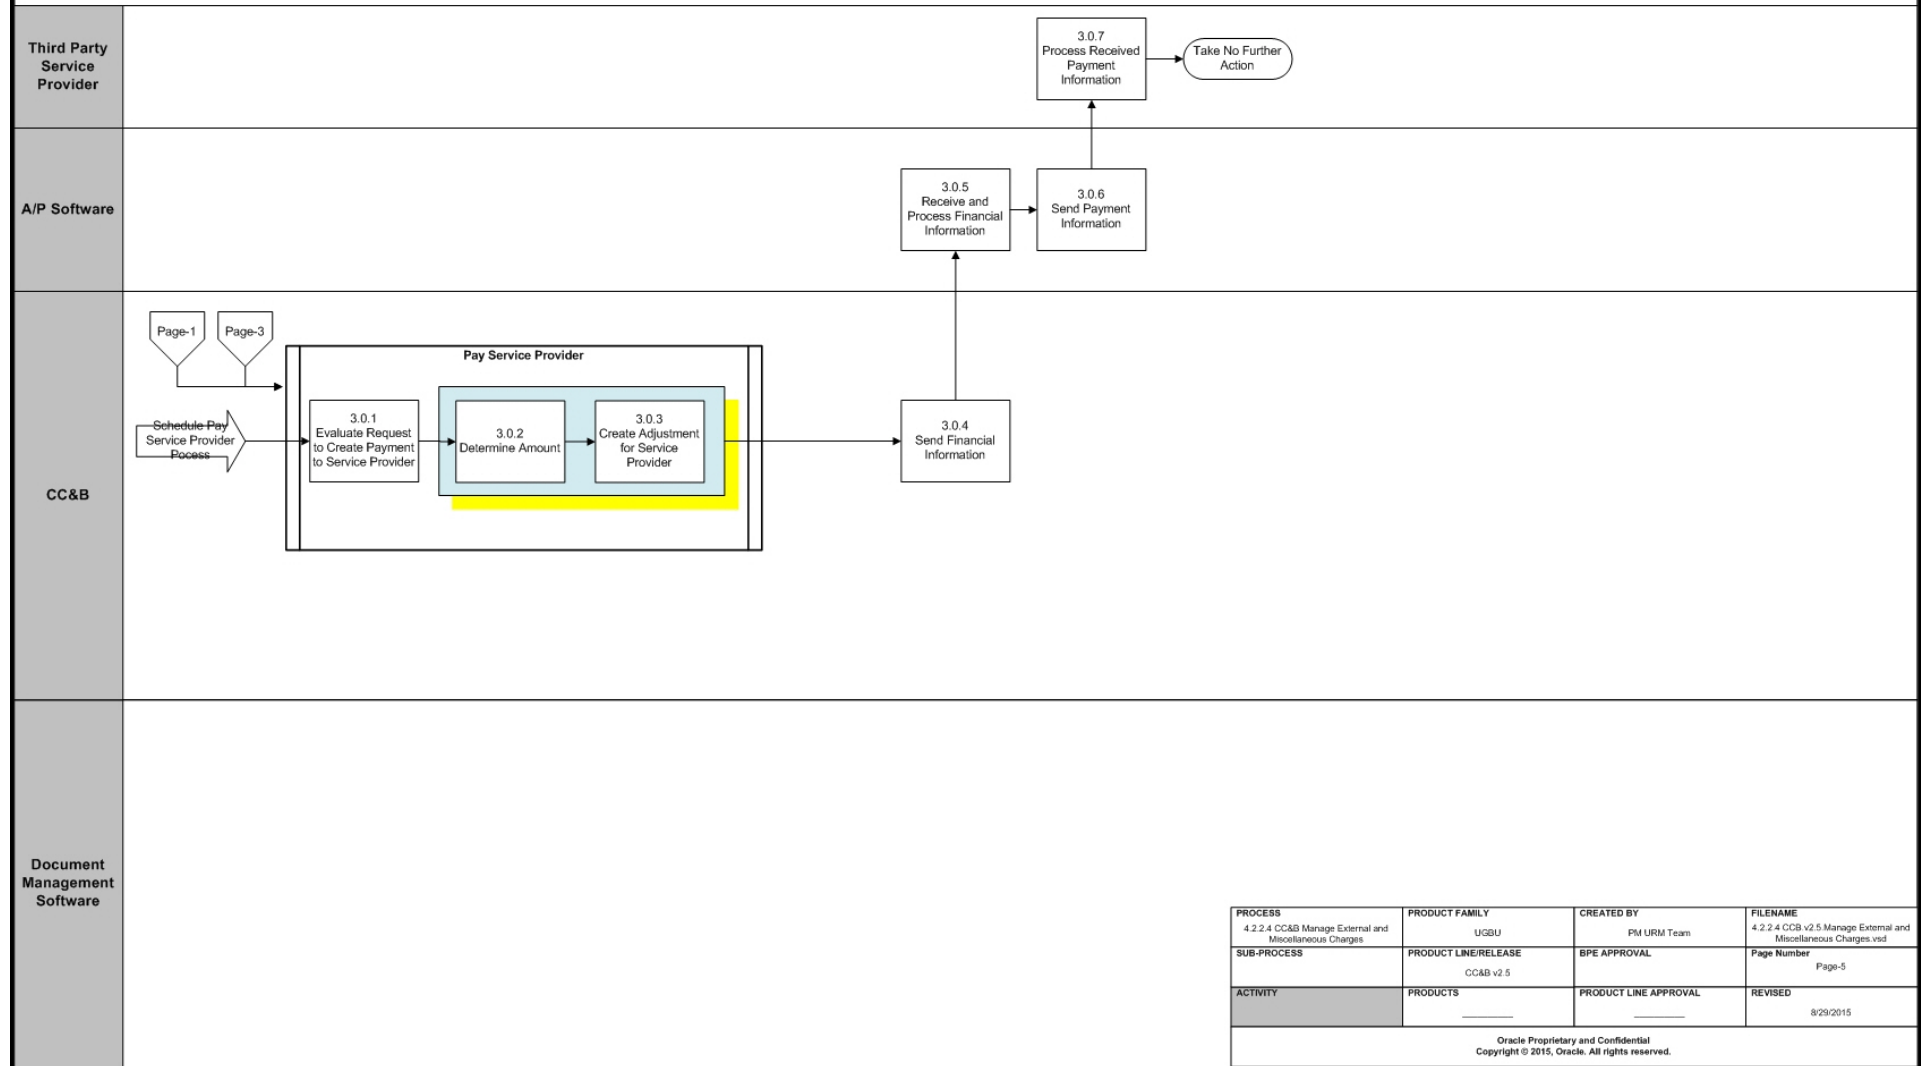 Third Party
Service
Provider
3.0.7
Process Received
Payment
Information
Take No Further
Action
A/P Software
3.0.5
Receive and
Process Financial
Information
3.0.6
Send Payment
Information
CC&B
Page-1
Page-3
Pay Service Provider
Schedule Pay
Service Provider
Pocess
3.0.1
Evaluate Request
to Create Payment
to Service Provider
3.0.2
Determine Amount
3.0.3
Create Adjustment
for Service
Provider
3.0.4
Send Financial
Information
Document
Management
Software
PROCESS
4.2.2.4 CC&B Manage External and
Miscellaneous Charges
PRODUCT FAMILY
UGBU
CREATED BY
PM URM Team
FILENAME
4.2.2.4 CCB.v2.5.Manage External and
Miscellaneous Charges.vsd
SUB-PROCESS
PRODUCT LINE/RELEASE
CC&B v2.5
BPE APPROVAL
Page Number
Page-5
ACTIVITY
PRODUCTS
PRODUCT LINE APPROVAL
REVISED
8/29/2015
Oracle Proprietary and Confidential
Copyright © 2015, Oracle. All rights reserved.